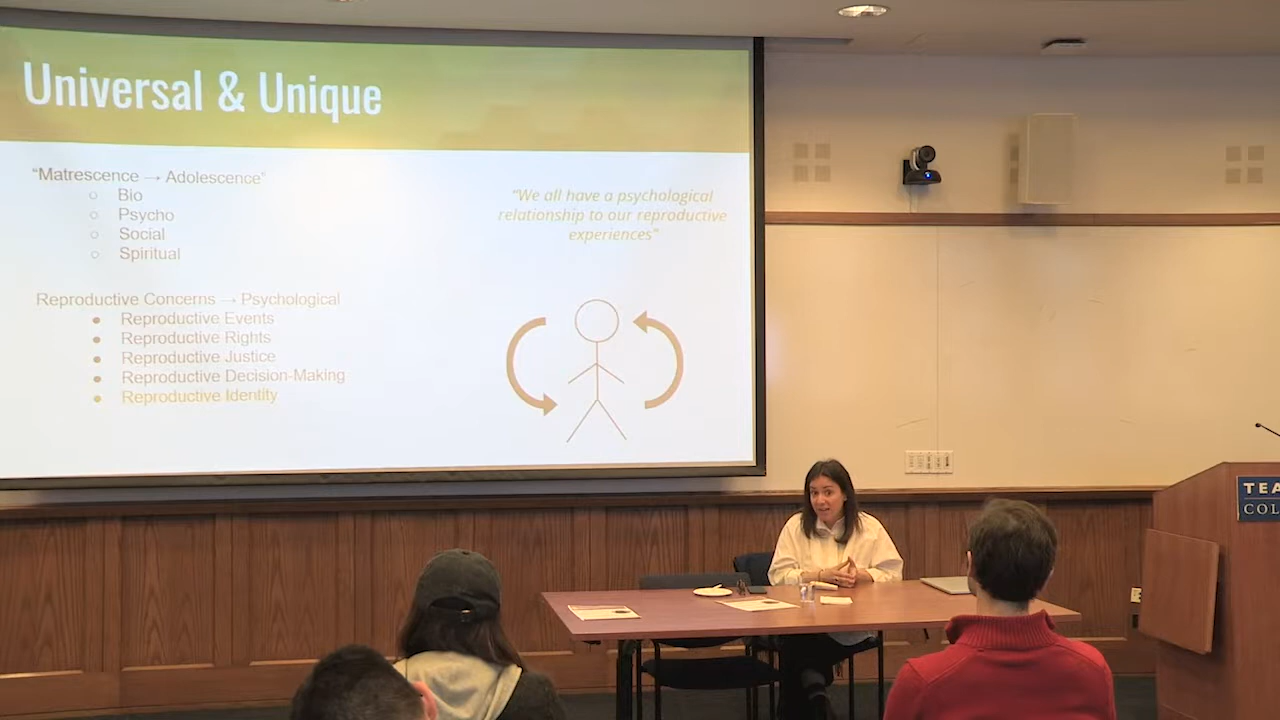 Universal & Unique
"Matrescence → Adolescence"
○ Bio
○ Psycho
○ Social
○ Spiritual
Reproductive Concerns → Psychological
● Reproductive Events
● Reproductive Rights
● Reproductive Justice
● Reproductive Decision-Making
● Reproductive Identity
"We all have a psychological
relationship to our reproductive
experiences"
TEA
COL